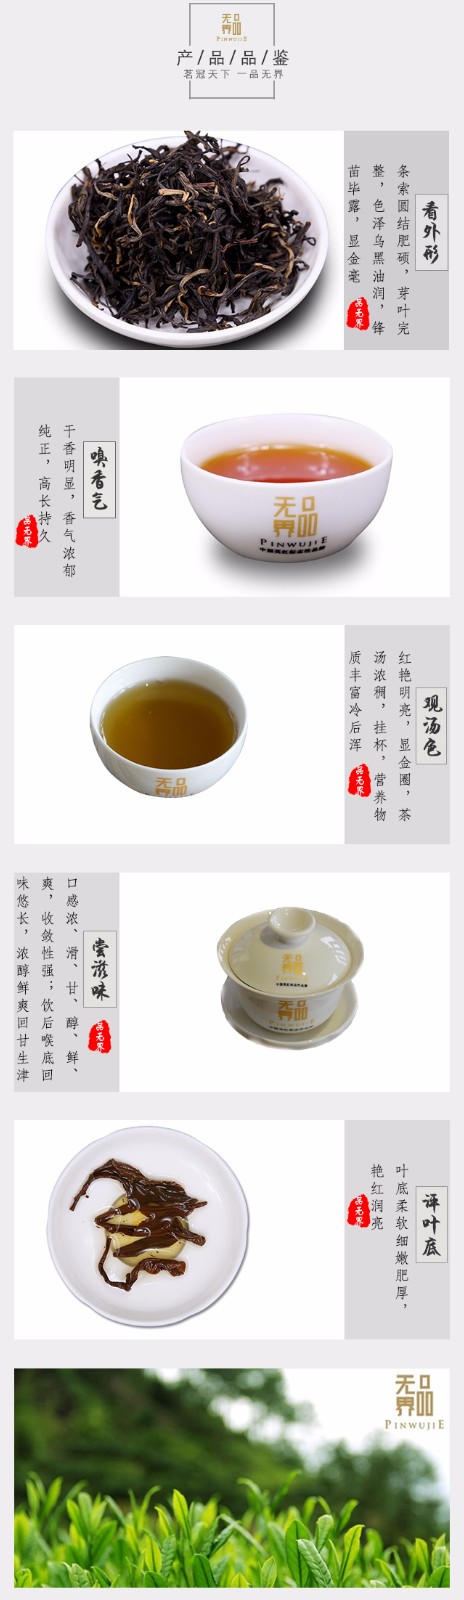 无品界
PINWUJIE
产/品/品/鉴
茗冠天下 一品无界
看外形
条索圆结肥硕，芽叶完
整，色泽乌黑油润，锋
苗毕露，显金毫
品无界
嗅香气
干香明显，香气浓郁
纯正，高长持久
品无界
无品界
PINWUJIE
观汤色
红艳明亮，显金圈，茶
汤浓稠，挂杯，营养物
质丰富冷后浑
品无界
无品界
尝滋味
口感浓、滑、甘、醇、鲜、
爽，收敛性强；饮后喉底回
味悠长，浓醇鲜爽回甘生津
品无界
无品界
无品界
PINWUJIE
评叶底
叶底柔软细嫩肥厚，
艳红润亮
品无界
无品界
PINWUJIE